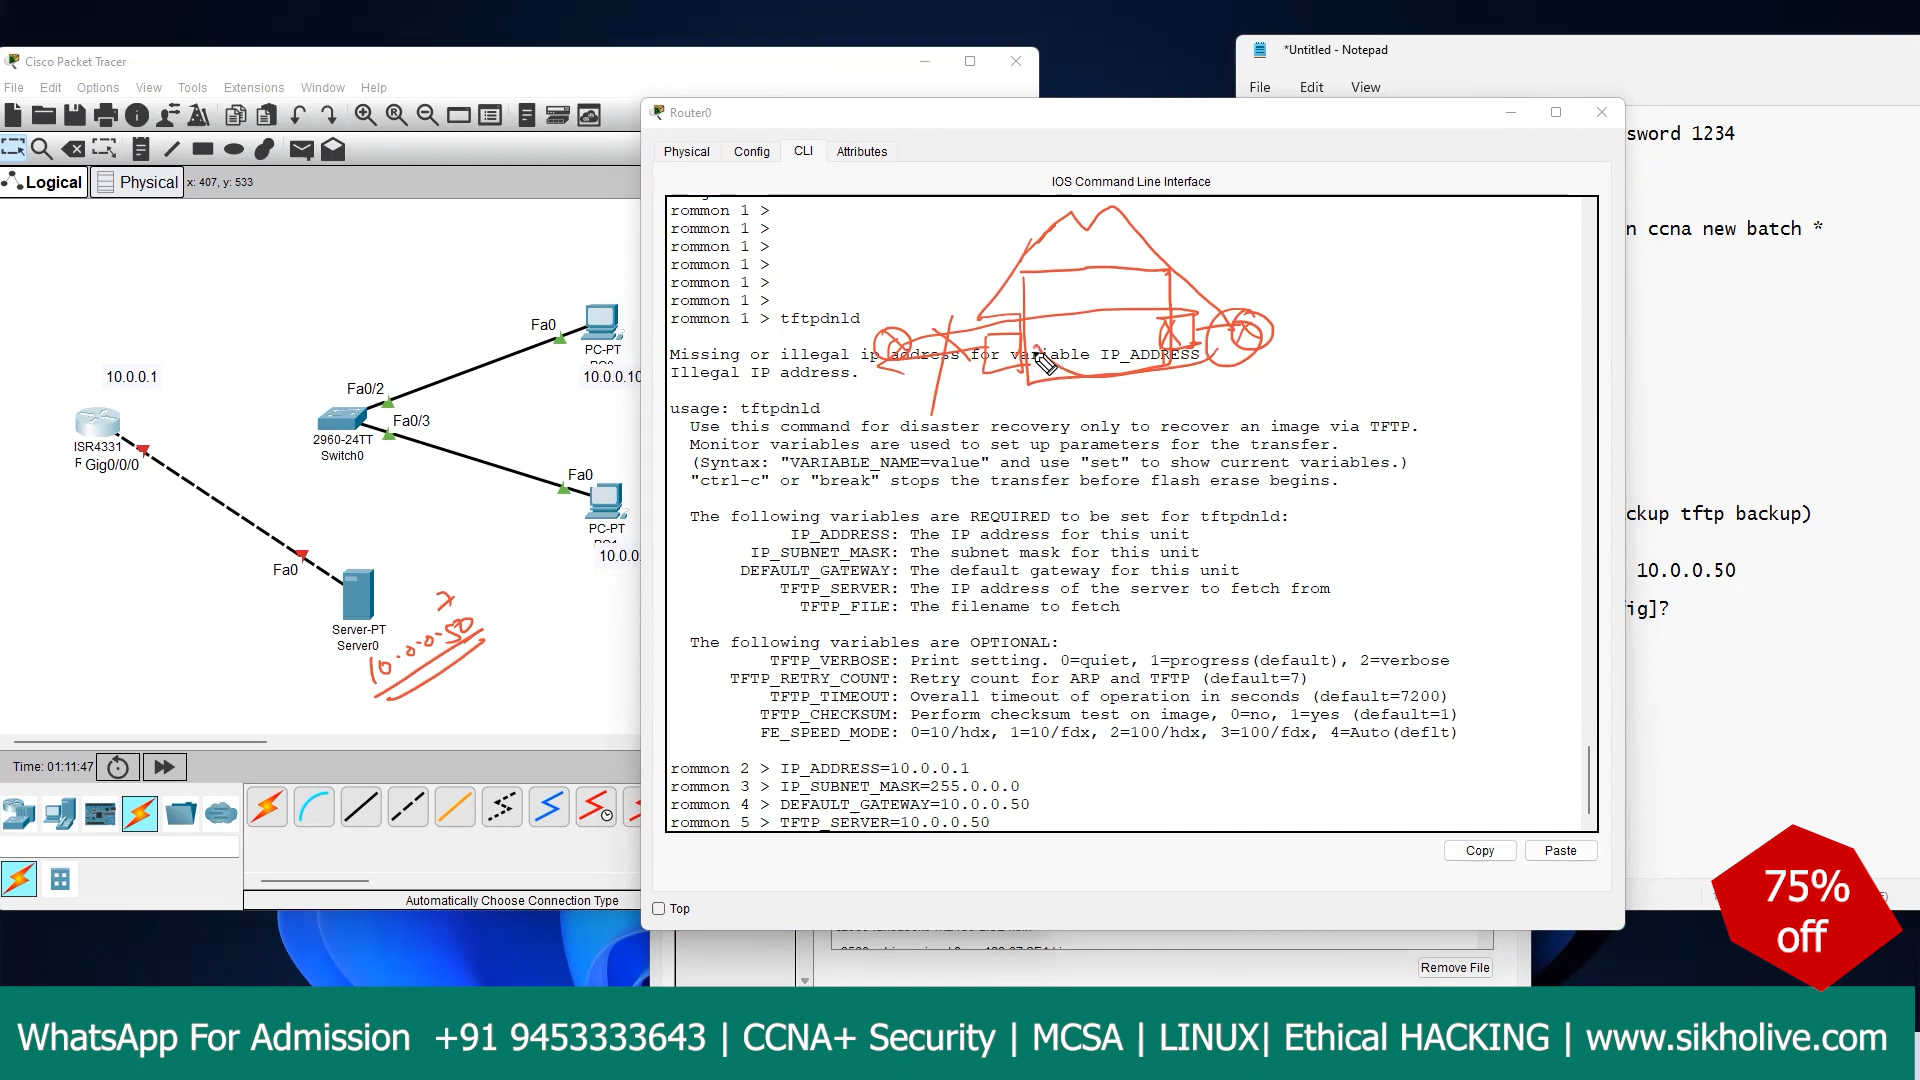 Cisco Packet Tracer
File Edit Options View Tools Extensions Window Help
Logical Physical x: 407, y: 533
10.0.0.1
ISR4331
Gig0/0/0
Fa0/2
Fa0/3
2960-24TT
Switch0
Fa0
PC-PT
10.0.0.10
Fa0
PC-PT
10.0.0.
Fa0
Server-PT
Server0
10.0.0.50
Time: 01:11:47
Automatically Choose Connection Type
Router0
Physical Config CLI Attributes
IOS Command Line Interface
rommon 1 >
rommon 1 >
rommon 1 >
rommon 1 >
rommon 1 >
rommon 1 >
rommon 1 > tftpdnld
Missing or illegal ip address for variable IP_ADDRESS
Illegal IP address.
usage: tftpdnld
Use this command for disaster recovery only to recover an image via TFTP.
Monitor variables are used to set up parameters for the transfer.
(Syntax: "VARIABLE_NAME=value" and use "set" to show current variables.)
"ctrl-c" or "break" stops the transfer before flash erase begins.
The following variables are REQUIRED to be set for tftpdnld:
IP_ADDRESS: The IP address for this unit
IP_SUBNET_MASK: The subnet mask for this unit
DEFAULT_GATEWAY: The default gateway for this unit
TFTP_SERVER: The IP address of the server to fetch from
TFTP_FILE: The filename to fetch
The following variables are OPTIONAL:
TFTP_VERBOSE: Print setting. 0=quiet, 1=progress(default), 2=verbose
TFTP_RETRY_COUNT: Retry count for ARP and TFTP (default=7)
TFTP_TIMEOUT: Overall timeout of operation in seconds (default=7200)
TFTP_CHECKSUM: Perform checksum test on image, 0=no, 1=yes (default=1)
FE_SPEED_MODE: 0=10/hdx, 1=10/fdx, 2=100/hdx, 3=100/fdx, 4=Auto(deflt)
rommon 2 > IP_ADDRESS=10.0.0.1
rommon 3 > IP_SUBNET_MASK=255.0.0.0
rommon 4 > DEFAULT_GATEWAY=10.0.0.50
rommon 5 > TFTP_SERVER=10.0.0.50
Copy Paste
Top
Remove File
*Untitled - Notepad
File Edit View
sword 1234
n ccna new batch *
ckup tftp backup)
10.0.0.50
fig]?
75%
off
WhatsApp For Admission +91 9453333643 | CCNA+ Security | MCSA | LINUX| Ethical HACKING | www.sikholive.com